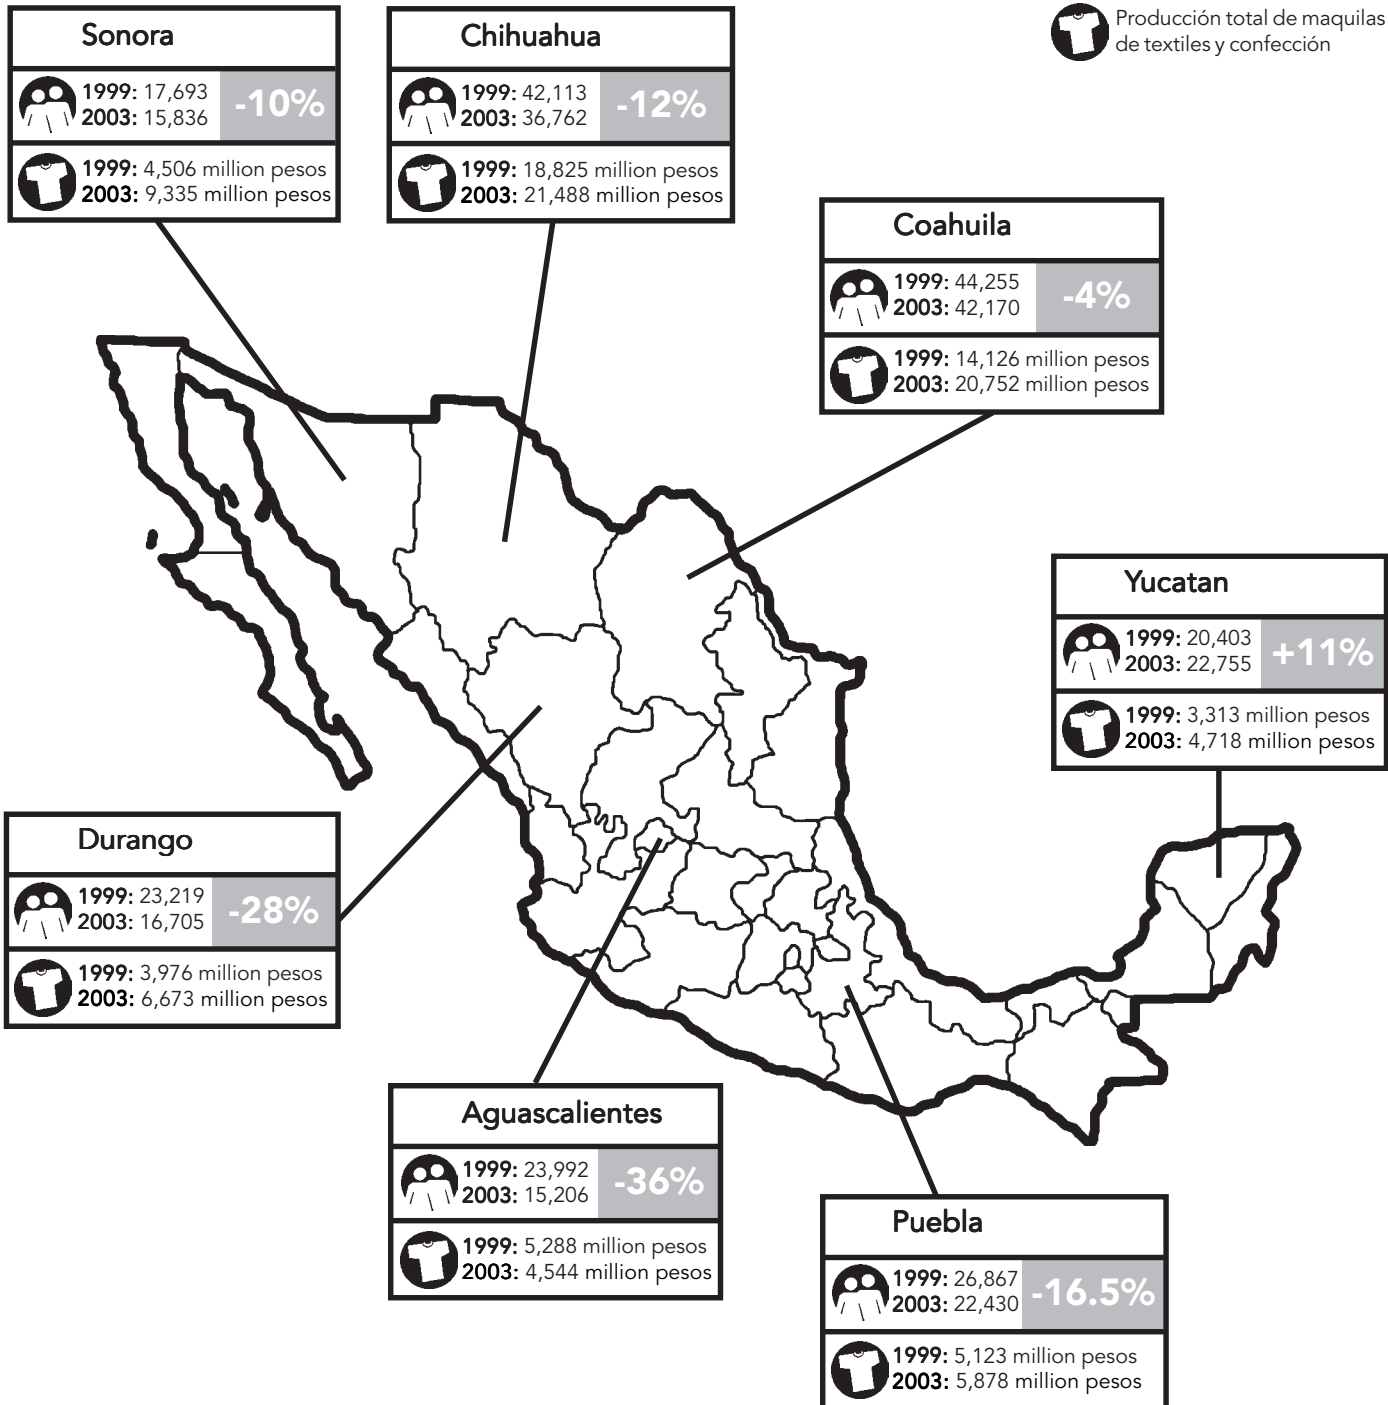 Producción total de maquilas
de textiles y confección
Sonora
1999: 17,693
2003: 15,836
-10%
1999: 4,506 million pesos
2003: 9,335 million pesos
Chihuahua
1999: 42,113
2003: 36,762
-12%
1999: 18,825 million pesos
2003: 21,488 million pesos
Coahuila
1999: 44,255
2003: 42,170
-4%
1999: 14,126 million pesos
2003: 20,752 million pesos
Yucatan
1999: 20,403
2003: 22,755
+11%
1999: 3,313 million pesos
2003: 4,718 million pesos
Durango
1999: 23,219
2003: 16,705
-28%
1999: 3,976 million pesos
2003: 6,673 million pesos
Aguascalientes
1999: 23,992
2003: 15,206
-36%
1999: 5,288 million pesos
2003: 4,544 million pesos
Puebla
1999: 26,867
2003: 22,430
-16.5%
1999: 5,123 million pesos
2003: 5,878 million pesos